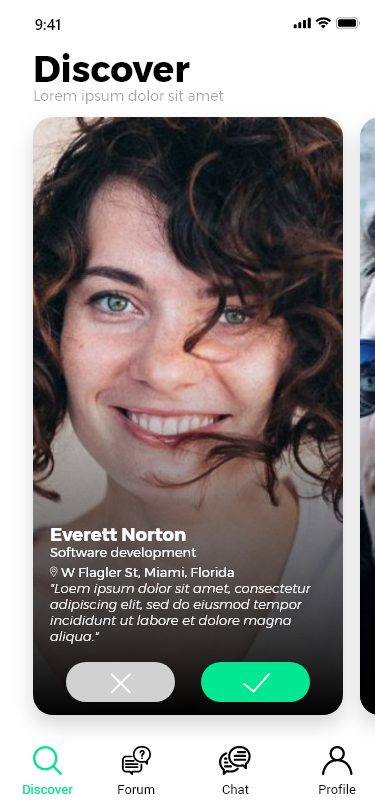 9:41
Discover
Lorem ipsum dolor sit amet
Everett Norton
Software development
W Flagler St, Miami, Florida
"Loem ipsum dolor sit amet, consectetur
adipiscing elit, sed do eiusmod tempor
incididunt ut labore et dolore magna
aliqua."
Discover Forum Chat Profile